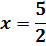 x = 5/2